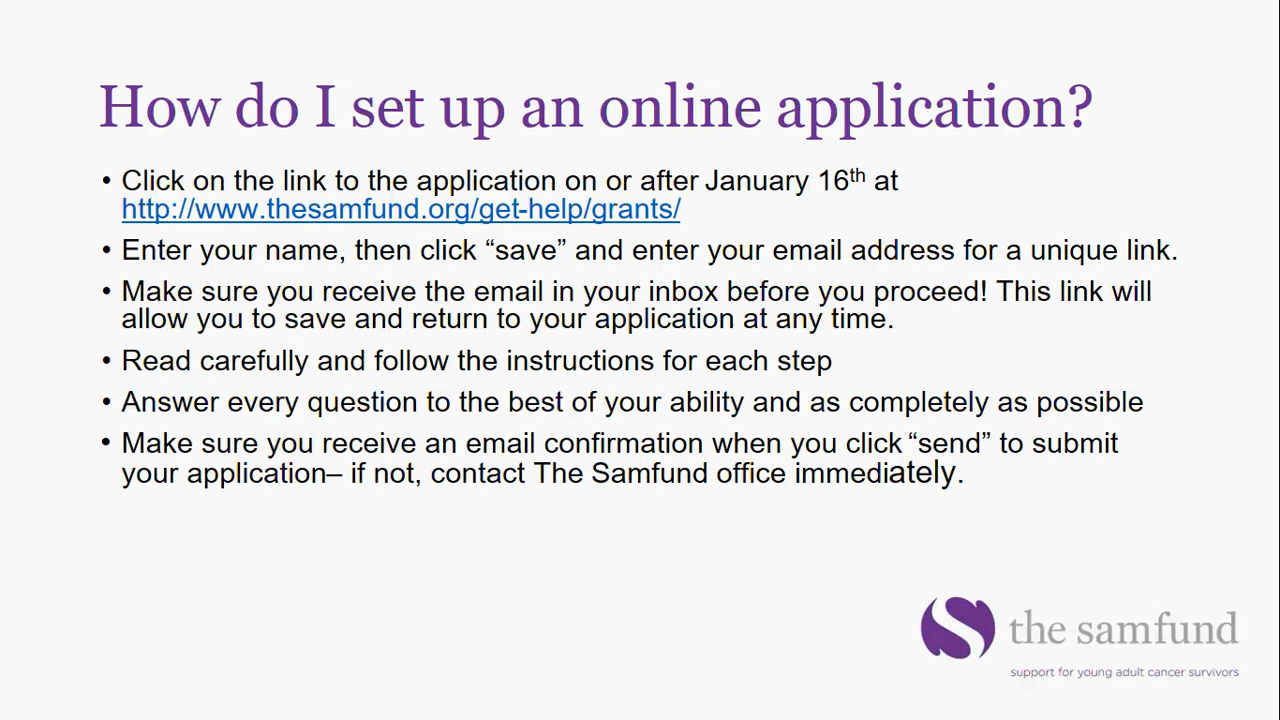 How do I set up an online application?
• Click on the link to the application on or after January 16th at
http://www.thesamfund.org/get-help/grants/
• Enter your name, then click “save” and enter your email address for a unique link.
• Make sure you receive the email in your inbox before you proceed! This link will
allow you to save and return to your application at any time.
• Read carefully and follow the instructions for each step
• Answer every question to the best of your ability and as completely as possible
• Make sure you receive an email confirmation when you click “send” to submit
your application– if not, contact The Samfund office immediately.
the samfund
support for young adult cancer survivors